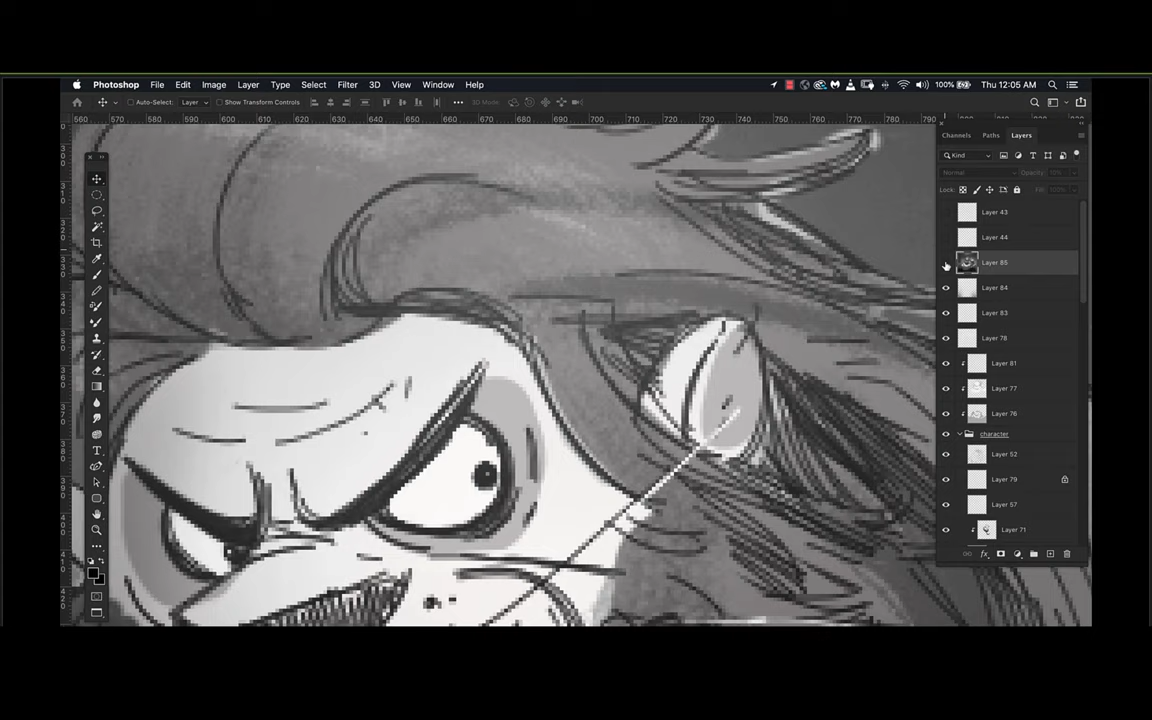 Photoshop File Edit Image Layer Type Select Filter 3D View Window Help 100% Thu 12:05 AM
Auto-Select: Layer Show Transform Controls 3D Mode:
560 570 580 590 600 610 620 630 640 650 660 670 680 690 700 710 720 730 740 750 760 770 780 790
Channels Paths Layers
Kind
Normal Opacity:
Lock: Fill:
Layer 43
Layer 44
Layer 85
Layer 84
Layer 83
Layer 78
Layer 81
Layer 77
Layer 76
character
Layer 52
Layer 79
Layer 57
Layer 71